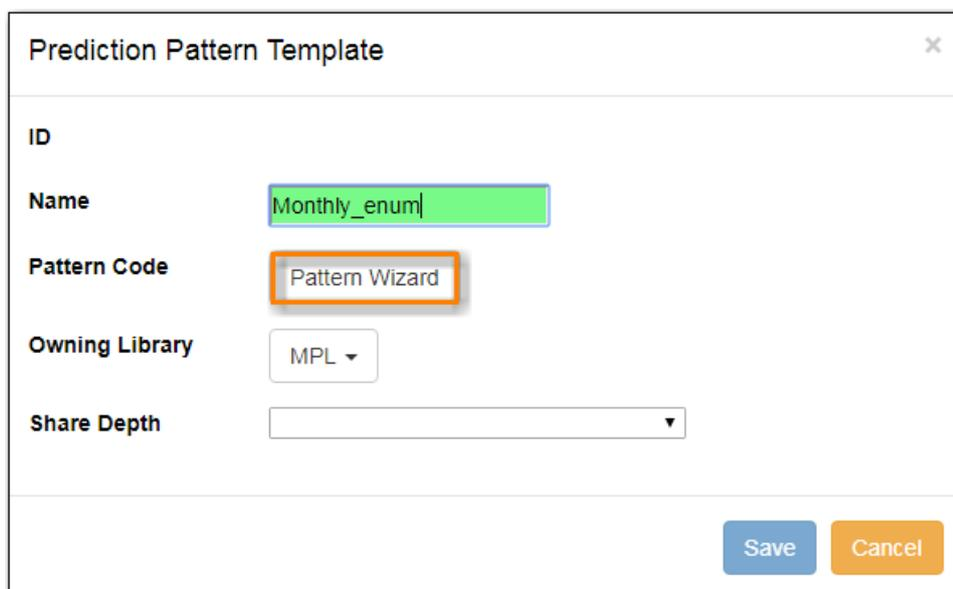 Prediction Pattern Template ×
ID
Name Monthly_enum
Pattern Code Pattern Wizard
Owning Library MPL
Share Depth
Save Cancel